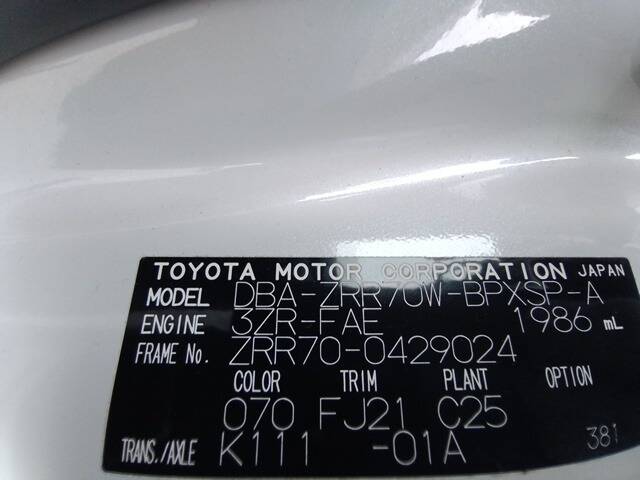 TOYOTA MOTOR CORPORATION JAPAN
MODEL DBA-ZRR70W-BPXSP-A
ENGINE 3ZR-FAE 1986 mL
FRAME No. ZRR70-0429024
COLOR TRIM PLANT OPTION
070 FJ21 C25
TRANS./AXLE K111 -01A 381